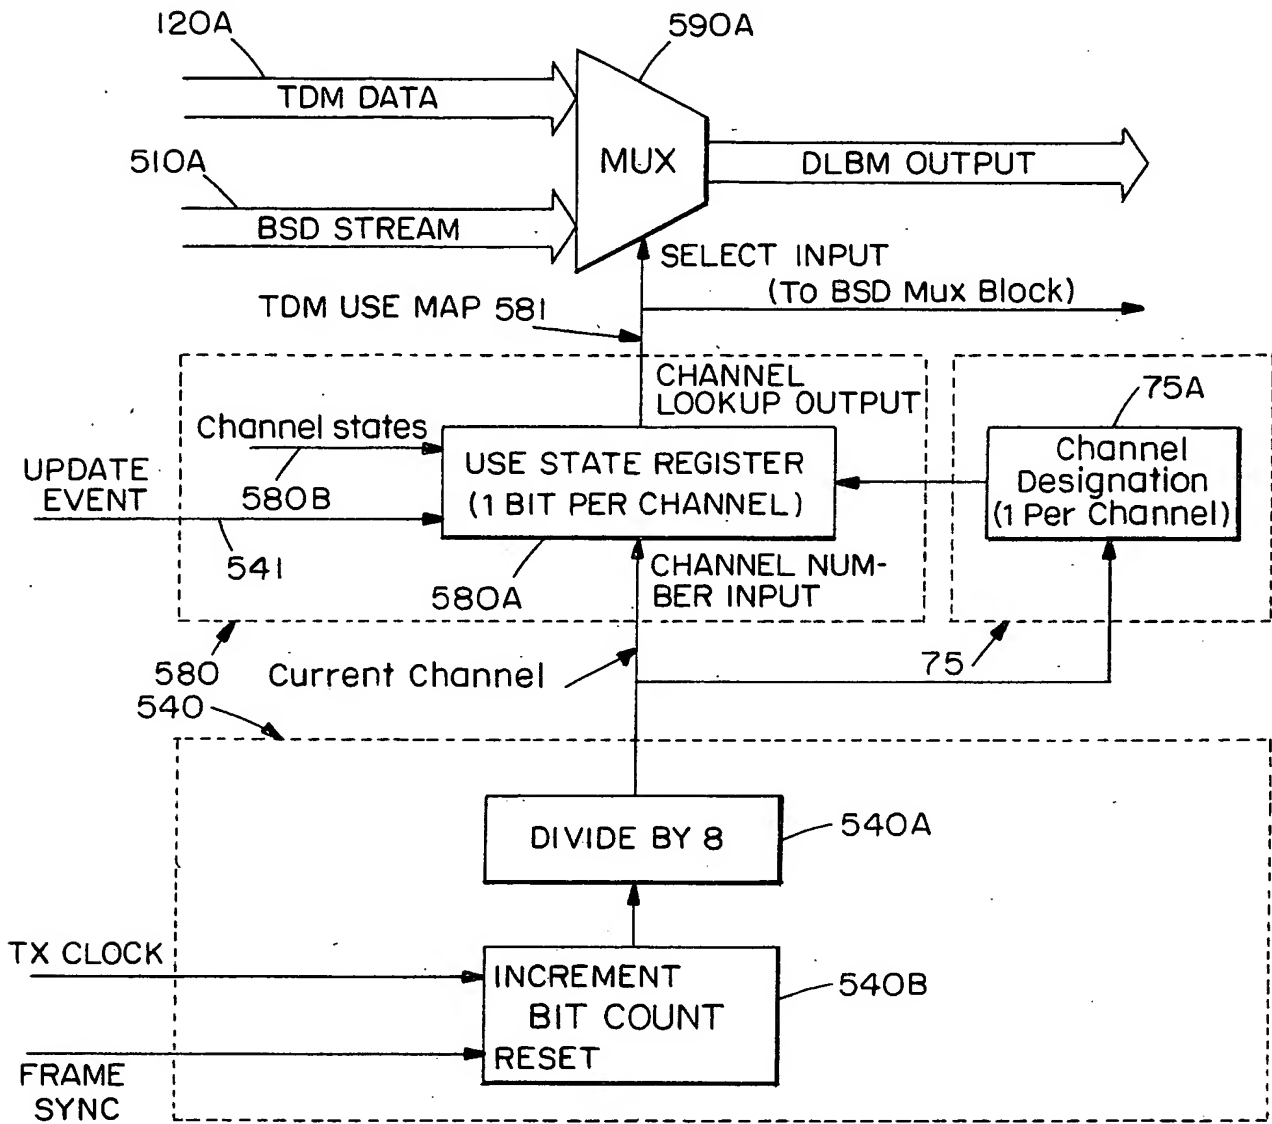 120A
590A
TDM DATA
MUX
DLBM OUTPUT
510A
BSD STREAM
SELECT INPUT
(To BSD Mux Block)
TDM USE MAP 581
CHANNEL
LOOKUP OUTPUT
75A
Channel states
UPDATE
EVENT
580B
USE STATE REGISTER
(1 BIT PER CHANNEL)
Channel
Designation
(1 Per Channel)
541
580A
CHANNEL NUM-
BER INPUT
580
Current Channel
75
540
DIVIDE BY 8
540A
TX CLOCK
INCREMENT
BIT COUNT
RESET
540B
FRAME
SYNC